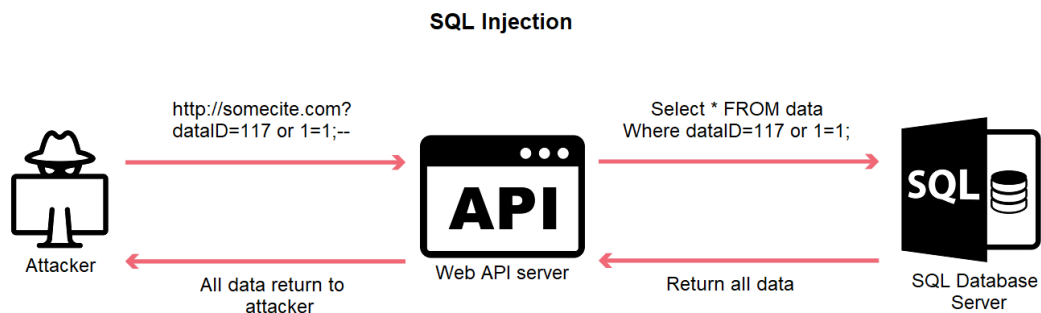 SQL Injection
http://somecite.com?
dataID=117 or 1=1;--
Select * FROM data
Where dataID=117 or 1=1;
API
SQL
Attacker
Web API server
SQL Database
Server
All data return to
attacker
Return all data